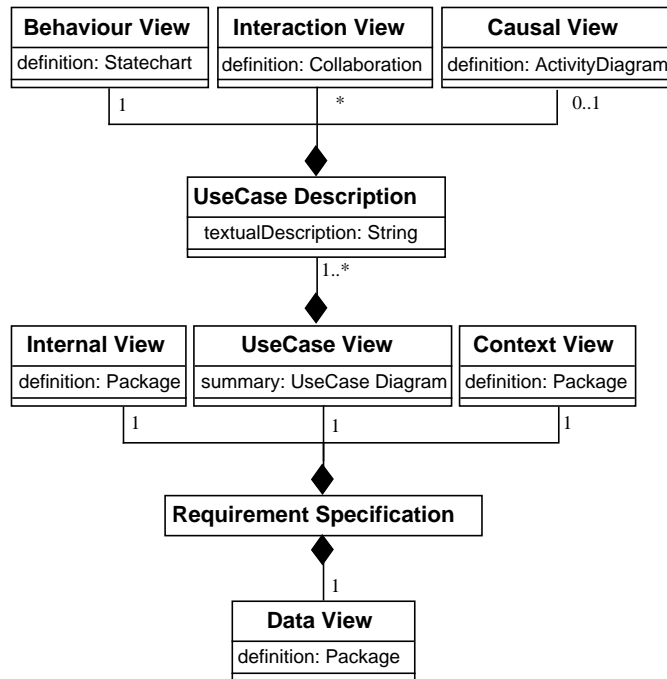 Behaviour View
definition: Statechart
Interaction View
definition: Collaboration
Causal View
definition: ActivityDiagram
1
*
0..1
UseCase Description
textualDescription: String
1..*
Internal View
definition: Package
UseCase View
summary: UseCase Diagram
Context View
definition: Package
1
1
1
Requirement Specification
1
Data View
definition: Package